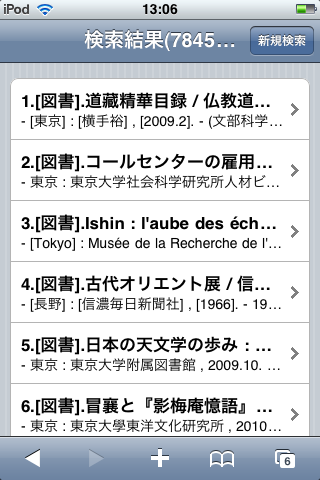 iPod 13:06
検索結果(7845… 新規検索
1.[図書].道藏精華目録 / 仏教道…
- [東京] : [横手裕] , [2009.2]. - (文部科学…
2.[図書].コールセンターの雇用…
- 東京 : 東京大学社会科学研究所人材ビ…
3.[図書].Ishin : l'aube des éch…
- [Tokyo] : Musée de la Recherche de l'…
4.[図書].古代オリエント展 / 信…
- [長野] : [信濃毎日新聞社] , [1966]. - 19…
5.[図書].日本の天文学の歩み : …
- 東京 : 東京大学附属図書館 , 2009.10. …
6.[図書].冒襄と『影梅庵憶語』…
- 東京 : 東京大學東洋文化研究所 , 2010…
6